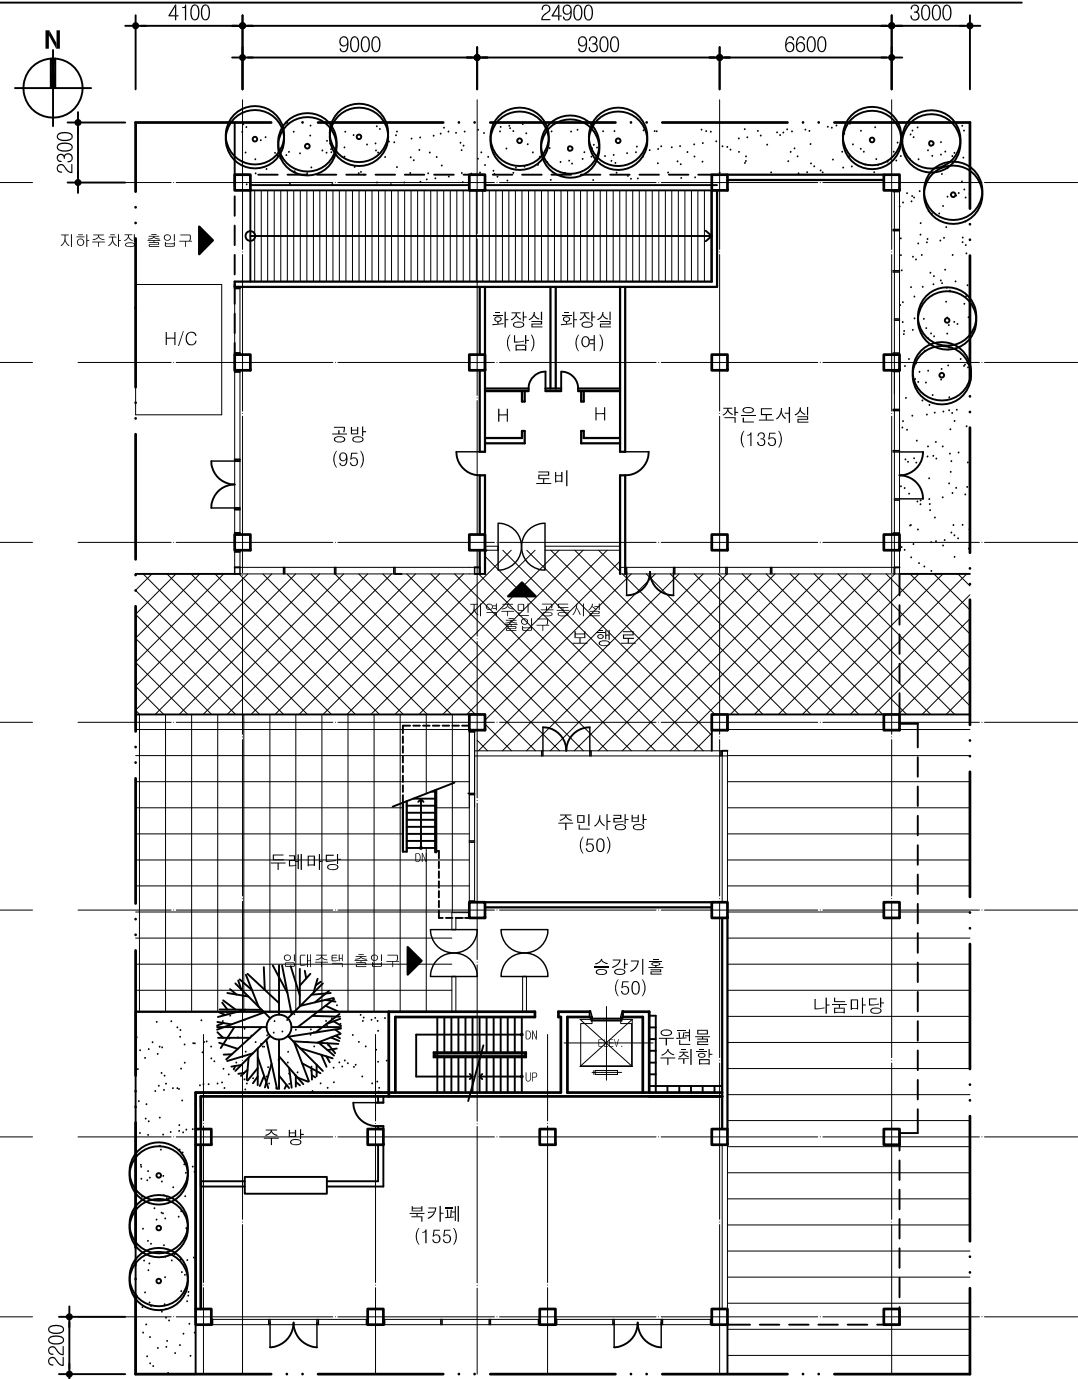 4100
24900
3000
9000
9300
6600
N
2300
지하주차장 출입구
H/C
화장실
(남)
화장실
(여)
H
H
공방
(95)
작은도서실
(135)
로비
지역주민 공동시설
출입구
보 행 로
주민사랑방
(50)
DN
두레마당
임대주택 출입구
승강기홀
(50)
나눔마당
DN
UP
ELEV.
우편물
수취함
주 방
북카페
(155)
2200